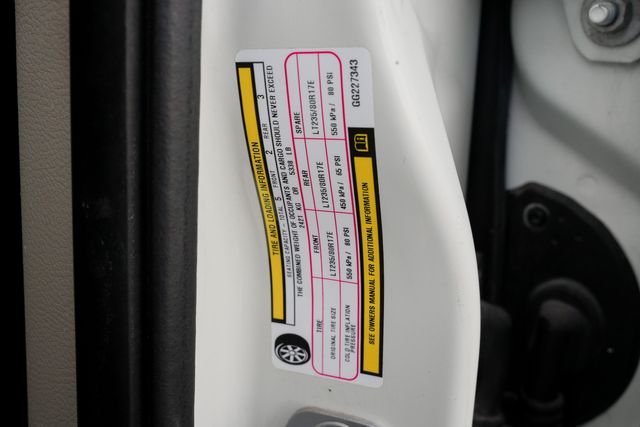 TIRE AND LOADING INFORMATION
SEATING CAPACITY - TOTAL 5 FRONT 2 REAR 3
THE COMBINED WEIGHT OF OCCUPANTS AND CARGO SHOULD NEVER EXCEED
2421 KG OR 5338 LB
TIRE FRONT REAR SPARE
ORIGINAL TIRE SIZE LT235/80R17E LT235/80R17E LT235/80R17E
COLD TIRE INFLATION PRESSURE 550 kPa / 80 PSI 450 kPa / 65 PSI 550 kPa / 80 PSI
SEE OWNERS MANUAL FOR ADDITIONAL INFORMATION
GG227343